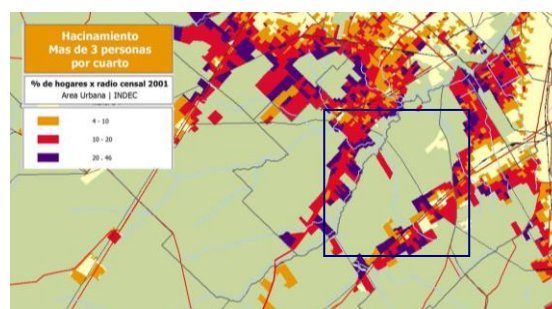 Hacinamiento
Mas de 3 personas
por cuarto
% de hogares x radio censal 2001
Area Urbana | INDEC
4 - 10
10 - 20
20 . 46